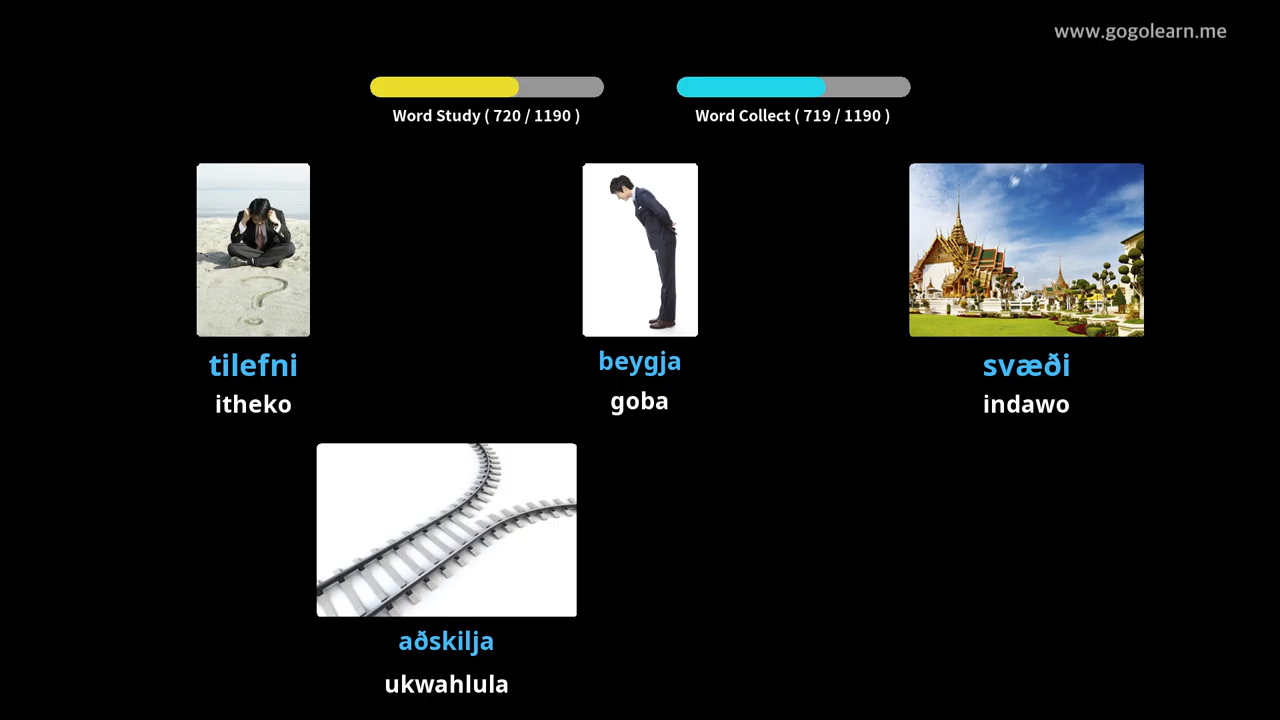 www.gogolearn.me
Word Study ( 720 / 1190 )
Word Collect ( 719 / 1190 )
tilefni
itheko
beygja
goba
svæði
indawo
aðskilja
ukwahlula